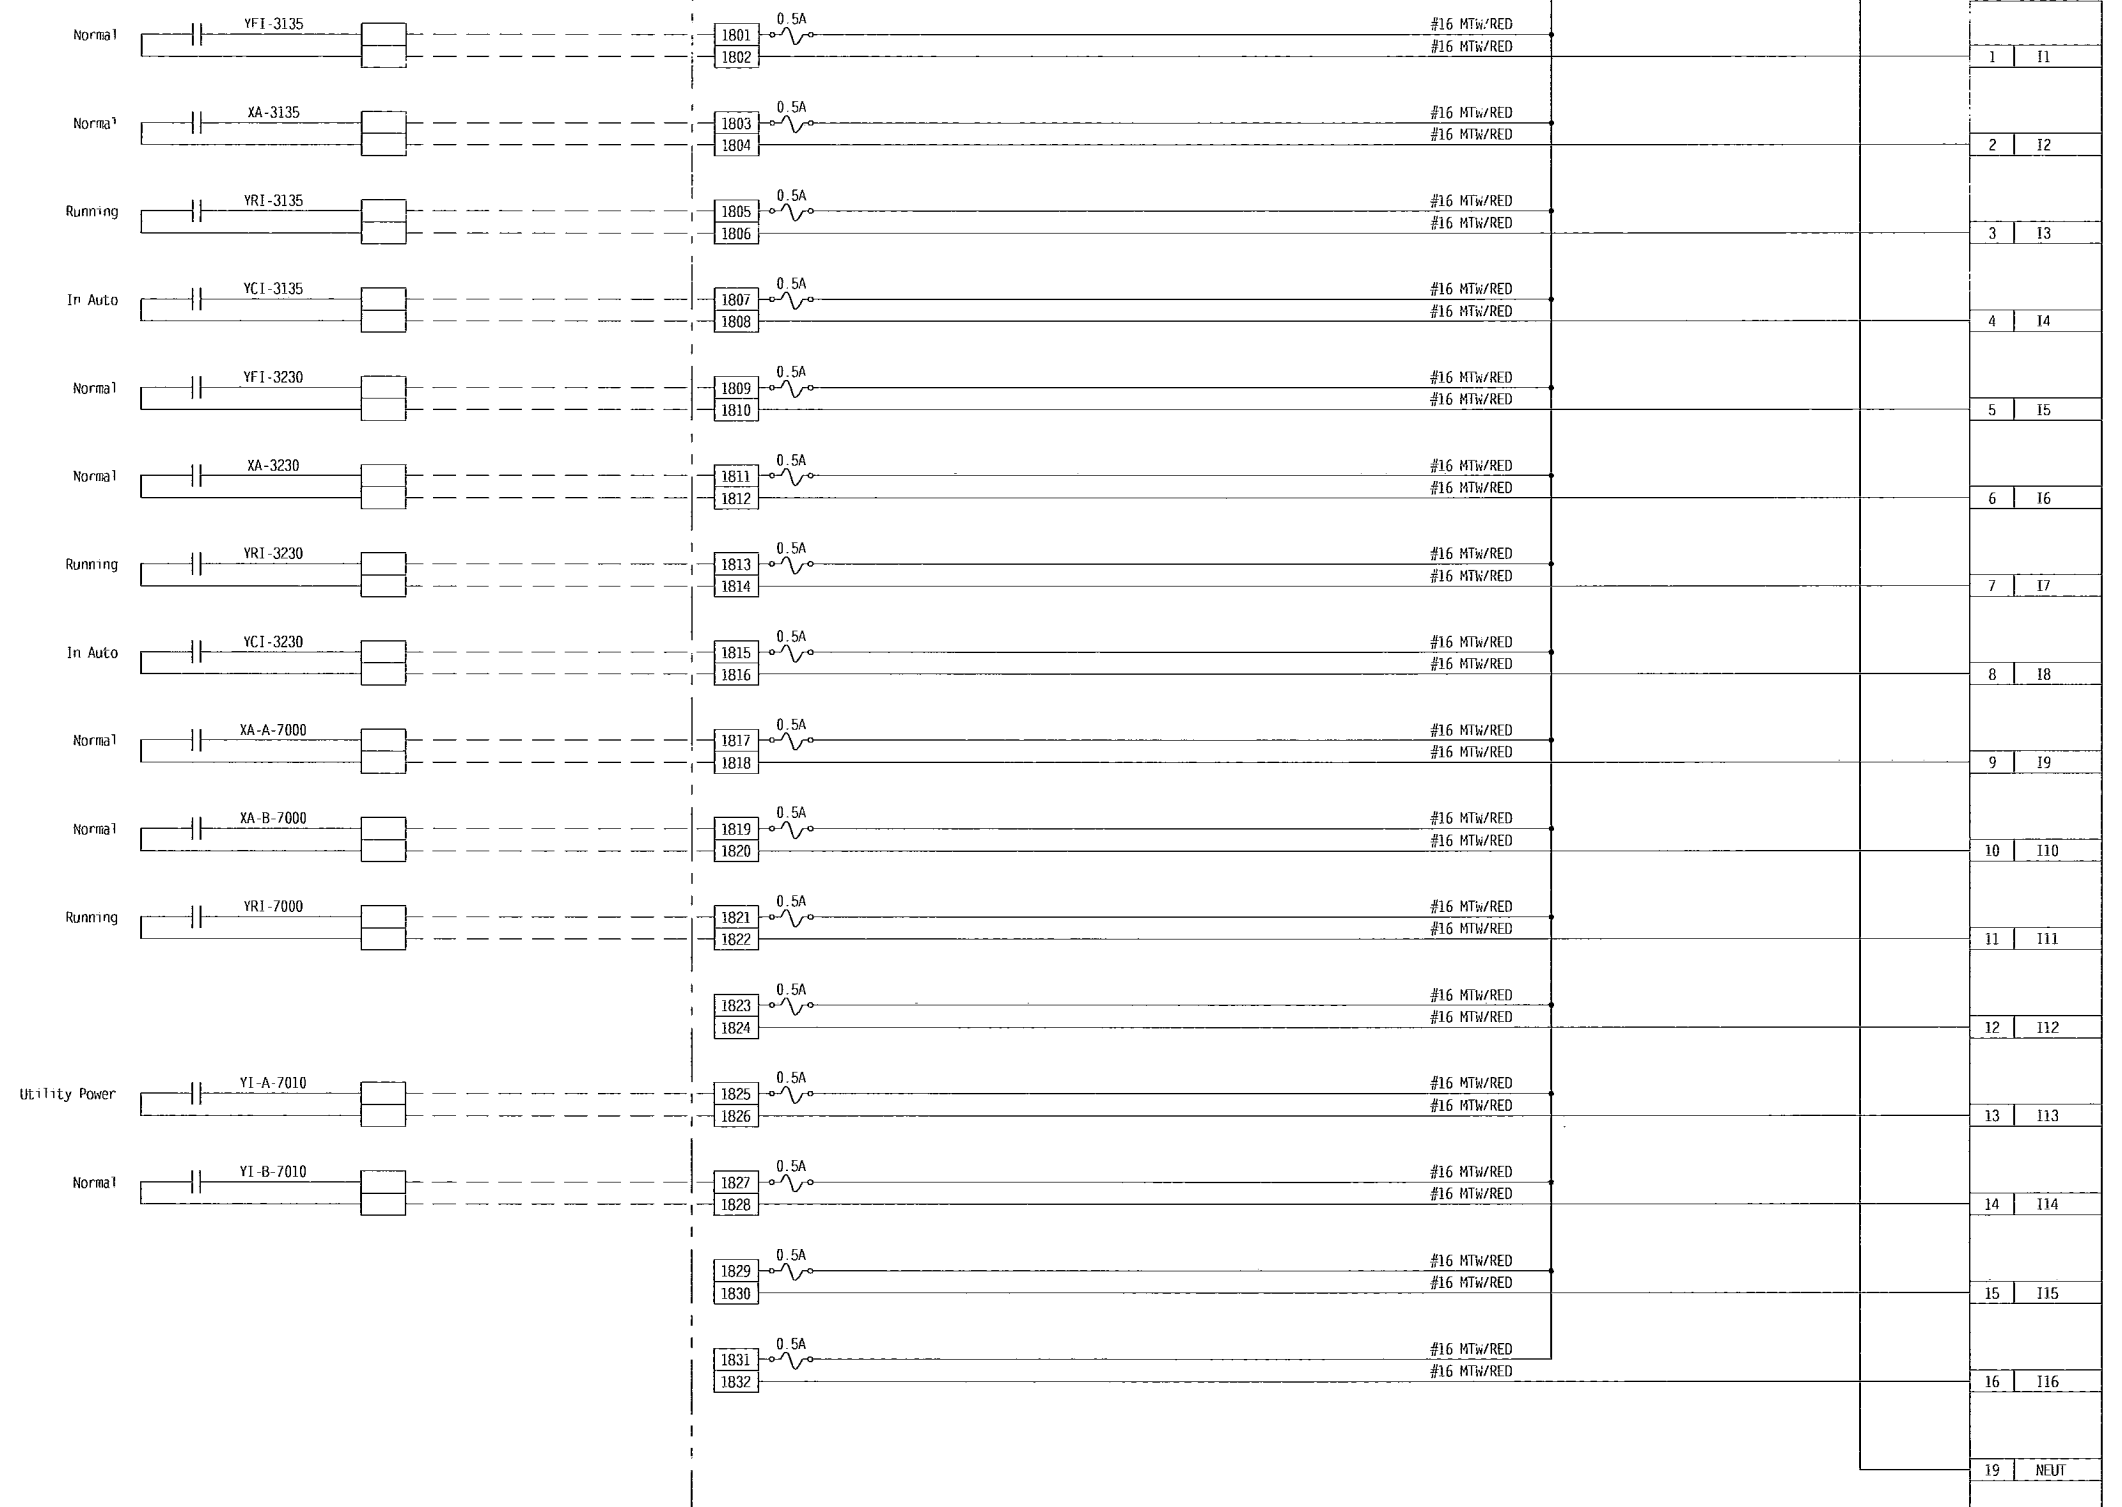 YFI-3135 0.5A #16 MTW/RED
Normal 1801
#16 MTW/RED
1802 1 I1
XA-3135 0.5A #16 MTW/RED
Normal 1803
#16 MTW/RED
1804 2 I2
YRI-3135 0.5A #16 MTW/RED
Running 1805
#16 MTW/RED
1806 3 I3
YCI-3135 0.5A #16 MTW/RED
In Auto 1807
#16 MTW/RED
1808 4 I4
YFI-3230 0.5A #16 MTW/RED
Normal 1809
#16 MTW/RED
1810 5 I5
XA-3230 0.5A #16 MTW/RED
Normal 1811
#16 MTW/RED
1812 6 I6
YRI-3230 0.5A #16 MTW/RED
Running 1813
#16 MTW/RED
1814 7 I7
YCI-3230 0.5A #16 MTW/RED
In Auto 1815
#16 MTW/RED
1816 8 I8
XA-A-7000 0.5A #16 MTW/RED
Normal 1817
#16 MTW/RED
1818 9 I9
XA-B-7000 0.5A #16 MTW/RED
Normal 1819
#16 MTW/RED
1820 10 I10
YRI-7000 0.5A #16 MTW/RED
Running 1821
#16 MTW/RED
1822 11 I11
0.5A #16 MTW/RED
1823
#16 MTW/RED
1824 12 I12
YI-A-7010 0.5A #16 MTW/RED
Utility Power 1825
#16 MTW/RED
1826 13 I13
YI-B-7010 0.5A #16 MTW/RED
Normal 1827
#16 MTW/RED
1828 14 I14
0.5A #16 MTW/RED
1829
#16 MTW/RED
1830 15 I15
0.5A #16 MTW/RED
1831
#16 MTW/RED
1832 16 I16
19 NEUT